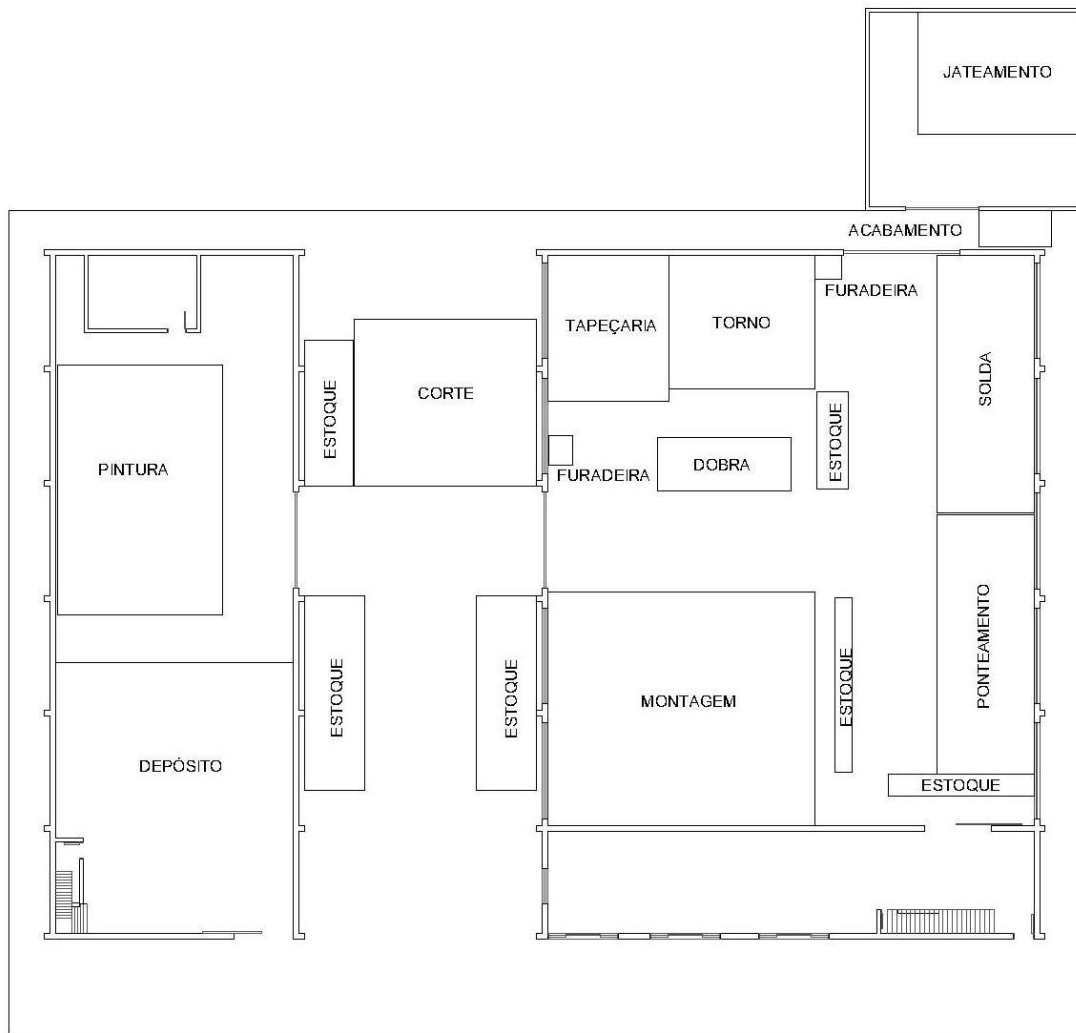 JATEAMENTO
ACABAMENTO
FURADEIRA
TAPEÇARIA
TORNO
ESTOQUE
CORTE
SOLDA
PINTURA
FURADEIRA
DOBRA
ESTOQUE
ESTOQUE
ESTOQUE
MONTAGEM
ESTOQUE
PONTEAMENTO
DEPÓSITO
ESTOQUE